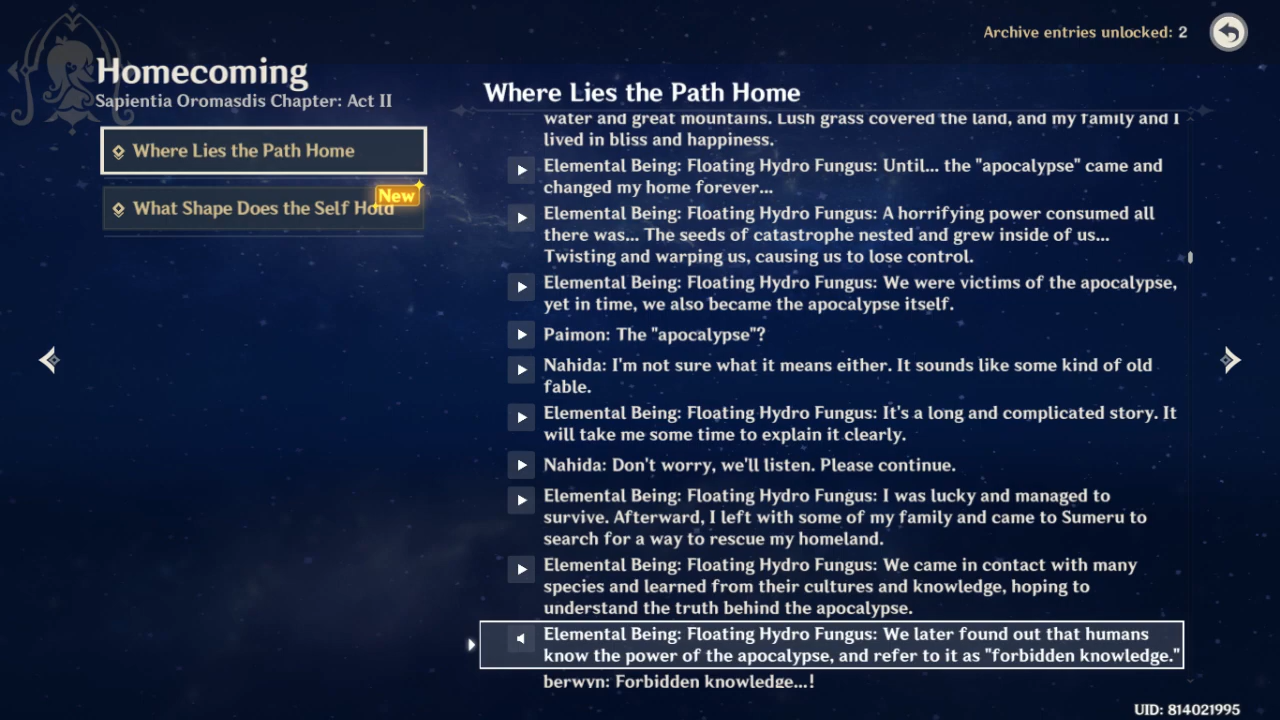 Archive entries unlocked: 2
Homecoming
Sapientia Oromasdis Chapter: Act II
Where Lies the Path Home
What Shape Does the Self Hold
New
Where Lies the Path Home
water and great mountains. Lush grass covered the land, and my family and I
lived in bliss and happiness.
Elemental Being: Floating Hydro Fungus: Until... the "apocalypse" came and
changed my home forever...
Elemental Being: Floating Hydro Fungus: A horrifying power consumed all
there was... The seeds of catastrophe nested and grew inside of us...
Twisting and warping us, causing us to lose control.
Elemental Being: Floating Hydro Fungus: We were victims of the apocalypse,
yet in time, we also became the apocalypse itself.
Paimon: The "apocalypse"?
Nahida: I'm not sure what it means either. It sounds like some kind of old
fable.
Elemental Being: Floating Hydro Fungus: It's a long and complicated story. It
will take me some time to explain it clearly.
Nahida: Don't worry, we'll listen. Please continue.
Elemental Being: Floating Hydro Fungus: I was lucky and managed to
survive. Afterward, I left with some of my family and came to Sumeru to
search for a way to rescue my homeland.
Elemental Being: Floating Hydro Fungus: We came in contact with many
species and learned from their cultures and knowledge, hoping to
understand the truth behind the apocalypse.
Elemental Being: Floating Hydro Fungus: We later found out that humans
know the power of the apocalypse, and refer to it as "forbidden knowledge."
berwyn: Forbidden knowledge...!
UID: 814021995